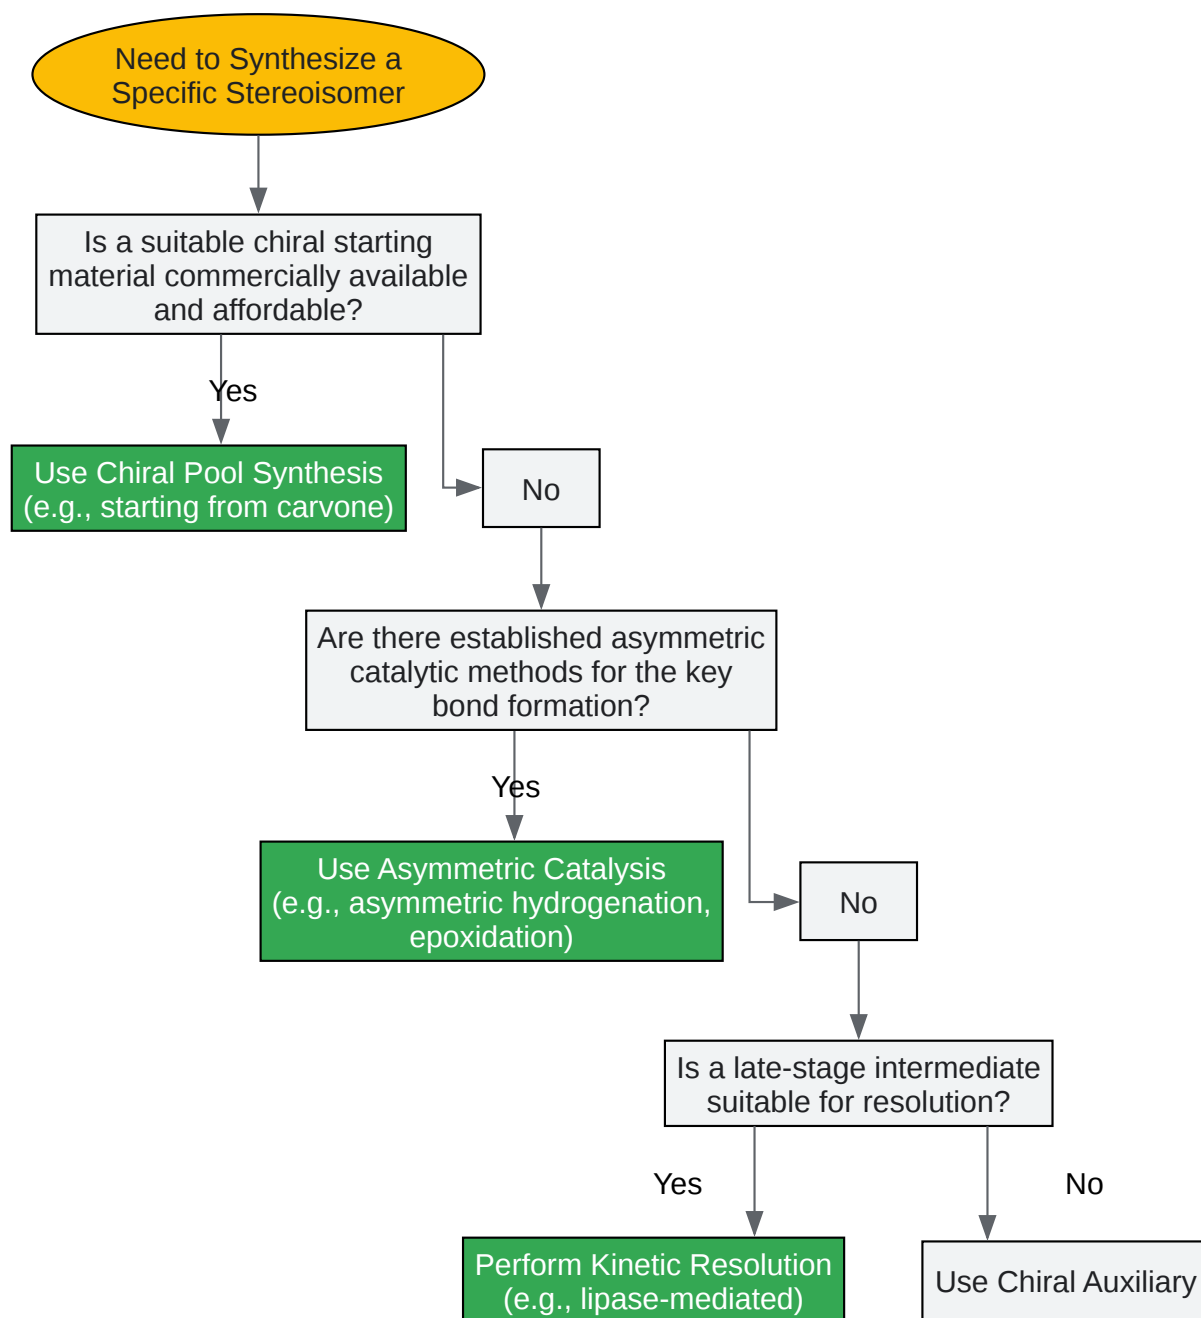 Need to Synthesize a
Specific Stereoisomer
Is a suitable chiral starting
material commercially available
and affordable?
Yes
Use Chiral Pool Synthesis
(e.g., starting from carvone)
No
Are there established asymmetric
catalytic methods for the key
bond formation?
Yes
Use Asymmetric Catalysis
(e.g., asymmetric hydrogenation,
epoxidation)
No
Is a late-stage intermediate
suitable for resolution?
Yes
No
Perform Kinetic Resolution
(e.g., lipase-mediated)
Use Chiral Auxiliary